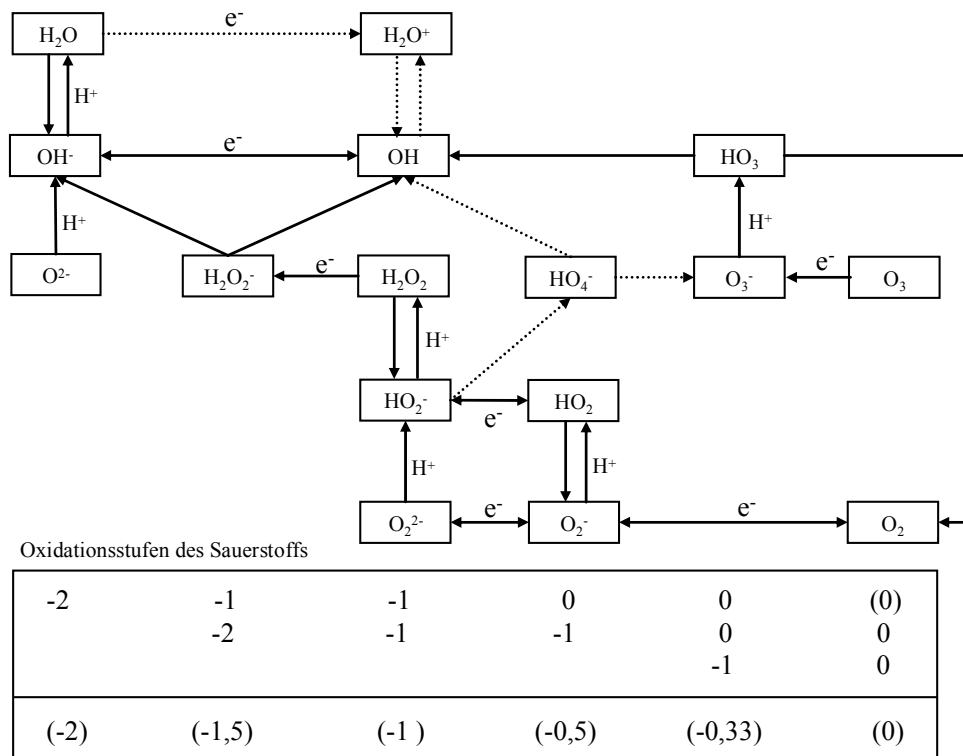 e⁻
H₂O H₂O⁺
H⁺
e⁻
OH⁻ OH HO₃
H⁺ H⁺
e⁻ e⁻
O²⁻ H₂O₂⁻ H₂O₂ HO₄⁻ O₃⁻ O₃
H⁺
HO₂⁻ HO₂
e⁻
H⁺ H⁺
e⁻ e⁻
O₂²⁻ O₂⁻ O₂
Oxidationsstufen des Sauerstoffs
-2 -1 -1 0 0 (0)
-2 -1 -1 0 0
-1 0
(-2) (-1,5) (-1 ) (-0,5) (-0,33) (0)